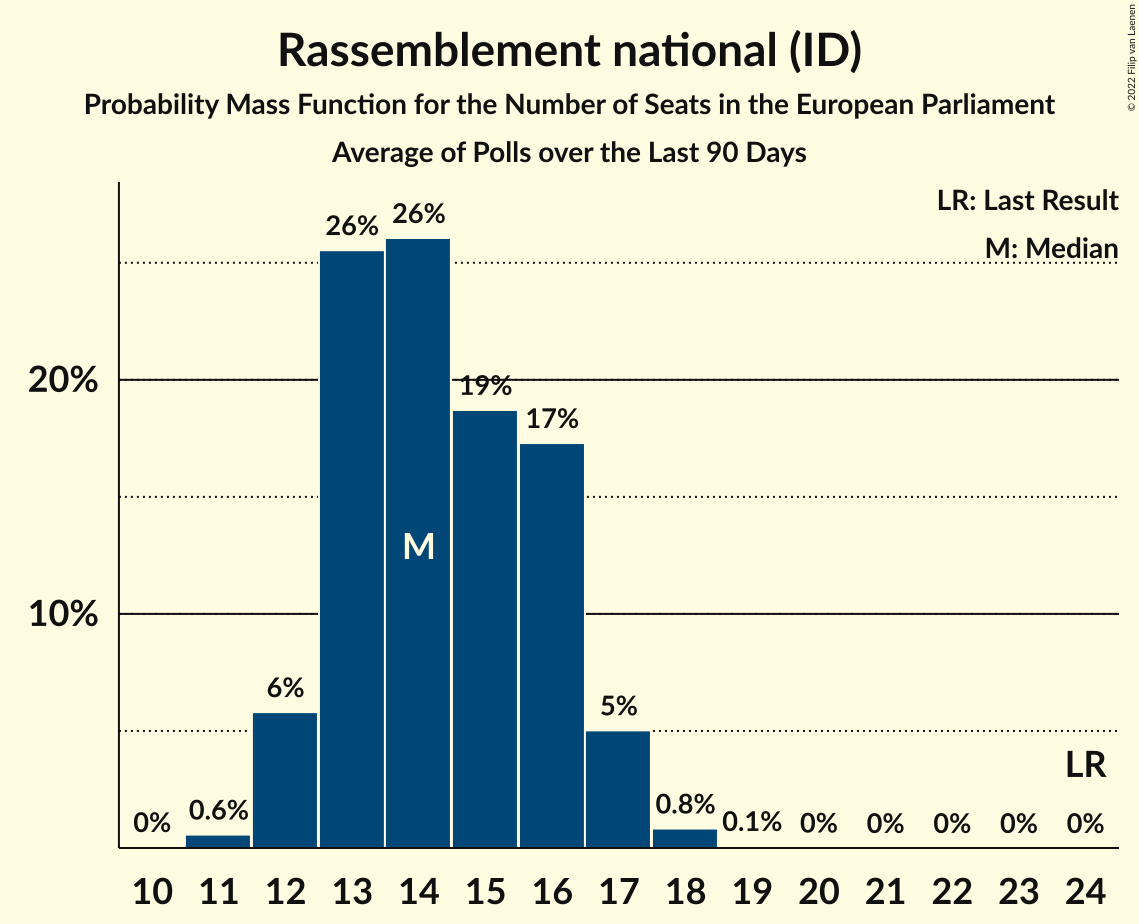 Rassemblement national (ID)
Probability Mass Function for the Number of Seats in the European Parliament
Average of Polls over the Last 90 Days
© 2022 Filip van Laenen
LR: Last Result
M: Median
26%
26%
20%
19%
17%
M
10%
6%
5%
LR
0%
0.6%
0.8%
0.1%
0%
0%
0%
0%
0%
10 11 12 13 14 15 16 17 18 19 20 21 22 23 24